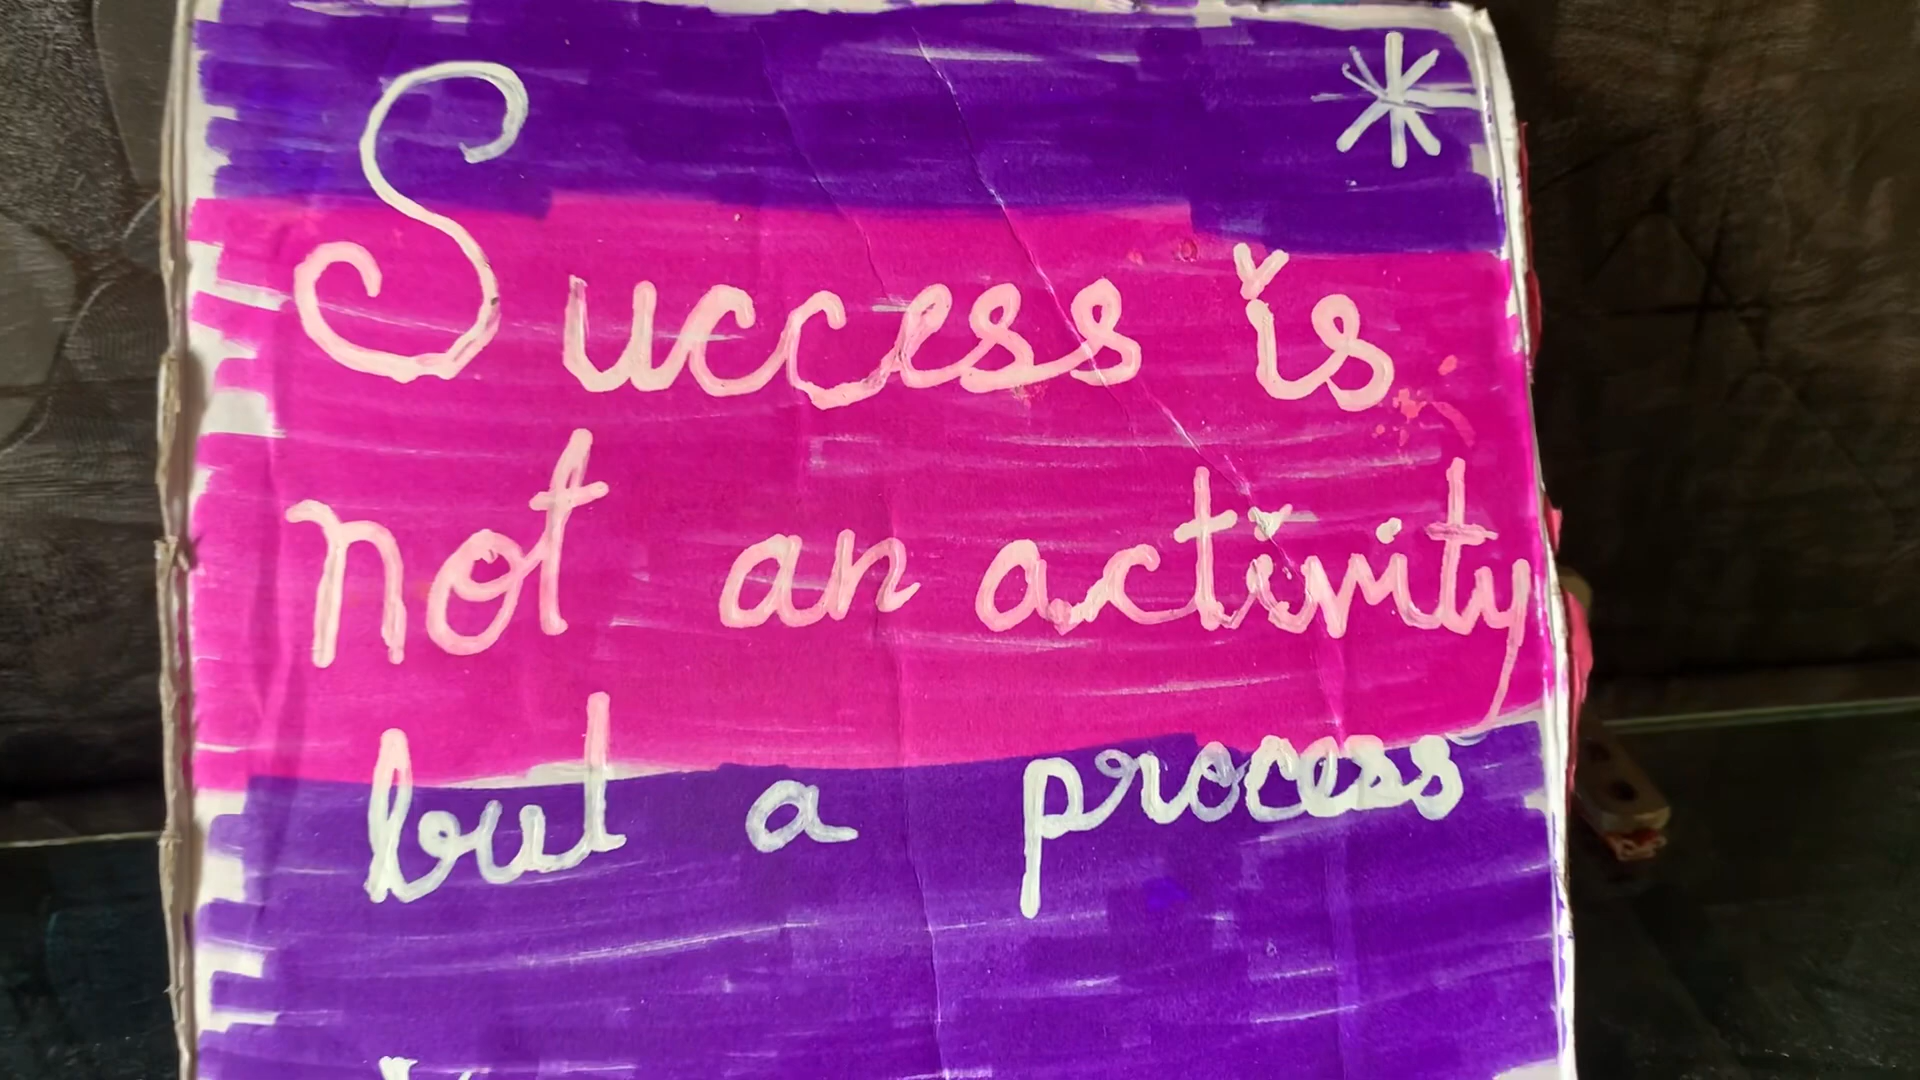 Success is
not an activity
but a process